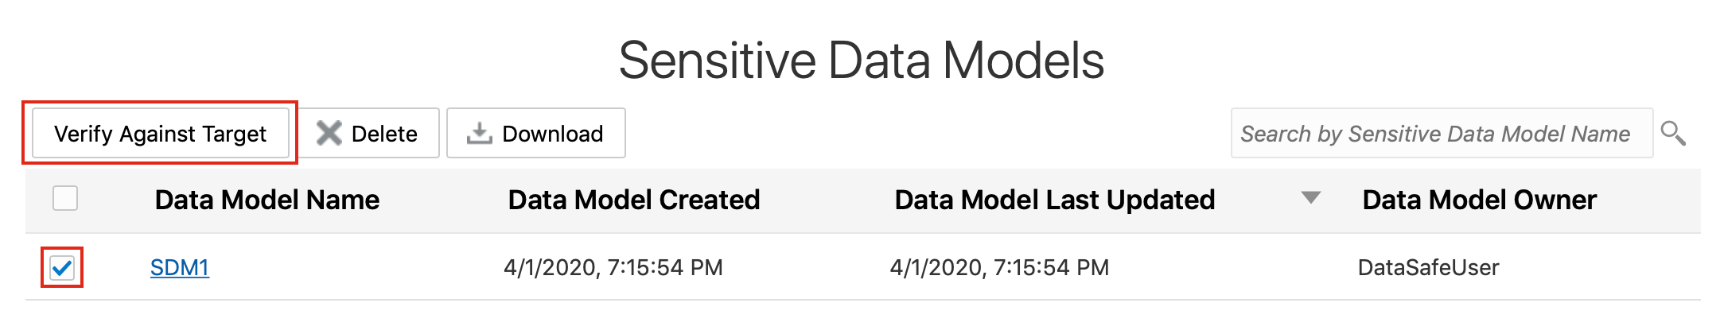 Sensitive Data Models
Verify Against Target Delete Download Search by Sensitive Data Model Name
Data Model Name Data Model Created Data Model Last Updated Data Model Owner
SDM1 4/1/2020, 7:15:54 PM 4/1/2020, 7:15:54 PM DataSafeUser